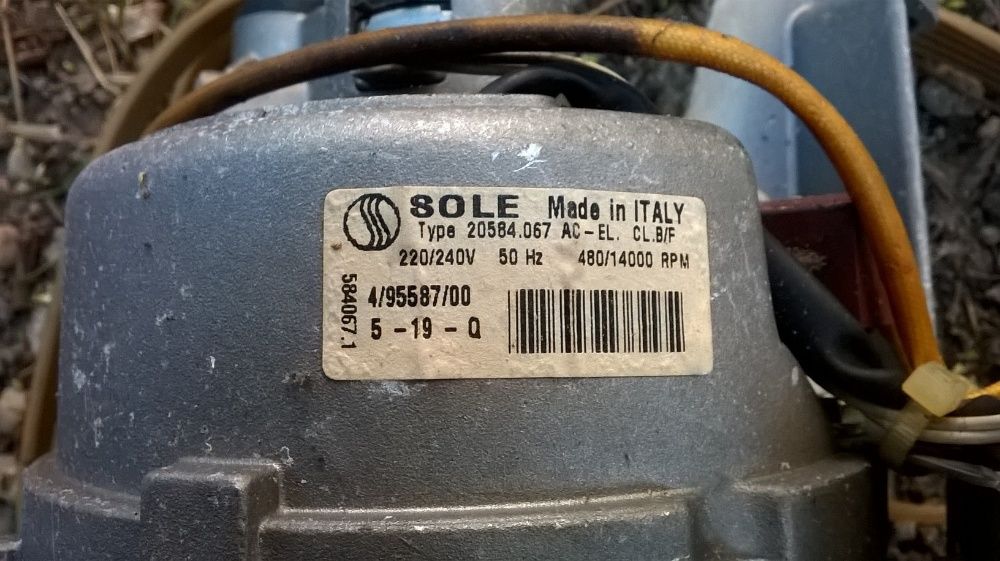 SOLE Made in ITALY
Type 20584.067 AC-EL. CL.B/F
220/240V 50 Hz 480/14000 RPM
4/95587/00
5-19-Q
584067.1